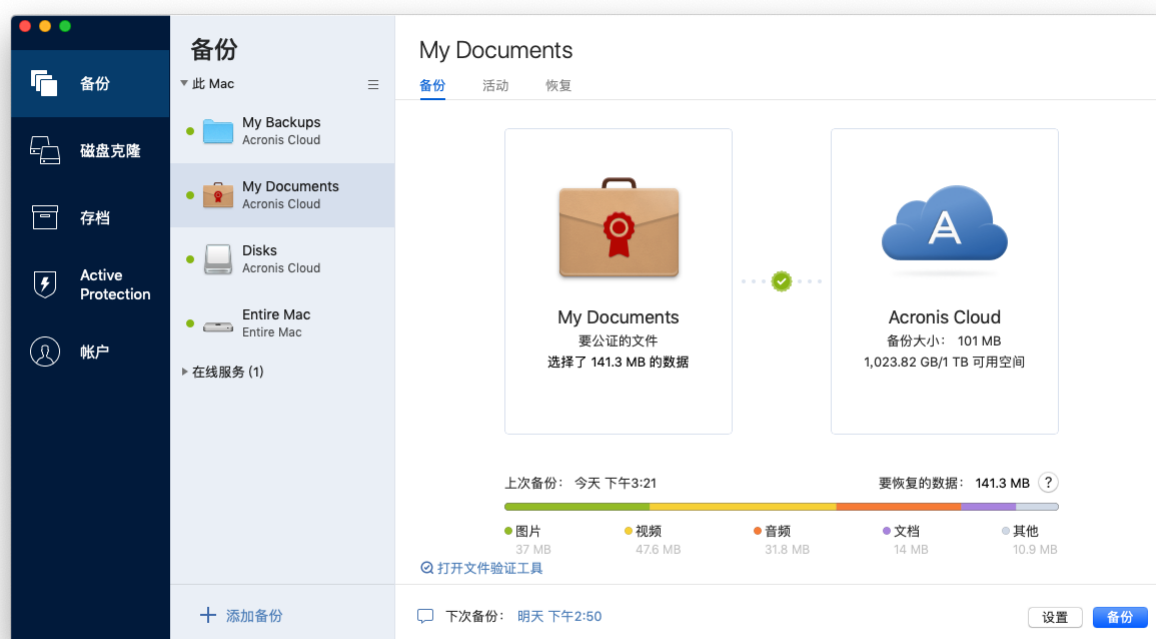 备份
磁盘克隆
存档
Active
Protection
帐户
备份
此 Mac
My Backups
Acronis Cloud
My Documents
Acronis Cloud
Disks
Acronis Cloud
Entire Mac
Entire Mac
在线服务 (1)
添加备份
My Documents
备份 活动 恢复
My Documents
要公证的文件
选择了 141.3 MB 的数据
Acronis Cloud
备份大小： 101 MB
1,023.82 GB/1 TB 可用空间
上次备份： 今天 下午3:21 要恢复的数据： 141.3 MB ?
图片 视频 音频 文档 其他
37 MB 47.6 MB 31.8 MB 14 MB 10.9 MB
打开文件验证工具
下次备份： 明天 下午2:50 设置 备份